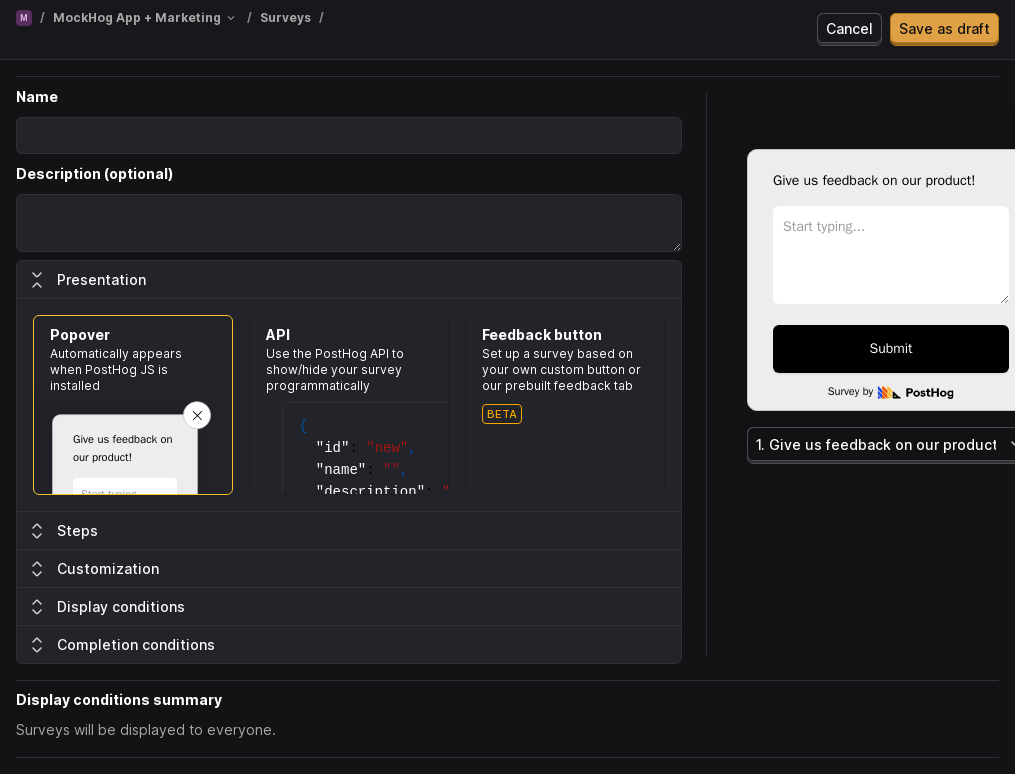 M / MockHog App + Marketing / Surveys /
Cancel
Save as draft
Name
Description (optional)
Presentation
Popover
Automatically appears
when PostHog JS is
installed
Give us feedback on
our product!
Start typing
API
Use the PostHog API to
show/hide your survey
programmatically
{
"id": "new",
"name": "",
"description": "
Feedback button
Set up a survey based on
your own custom button or
our prebuilt feedback tab
BETA
Steps
Customization
Display conditions
Completion conditions
Give us feedback on our product!
Start typing...
Submit
Survey by PostHog
1. Give us feedback on our product
Display conditions summary
Surveys will be displayed to everyone.